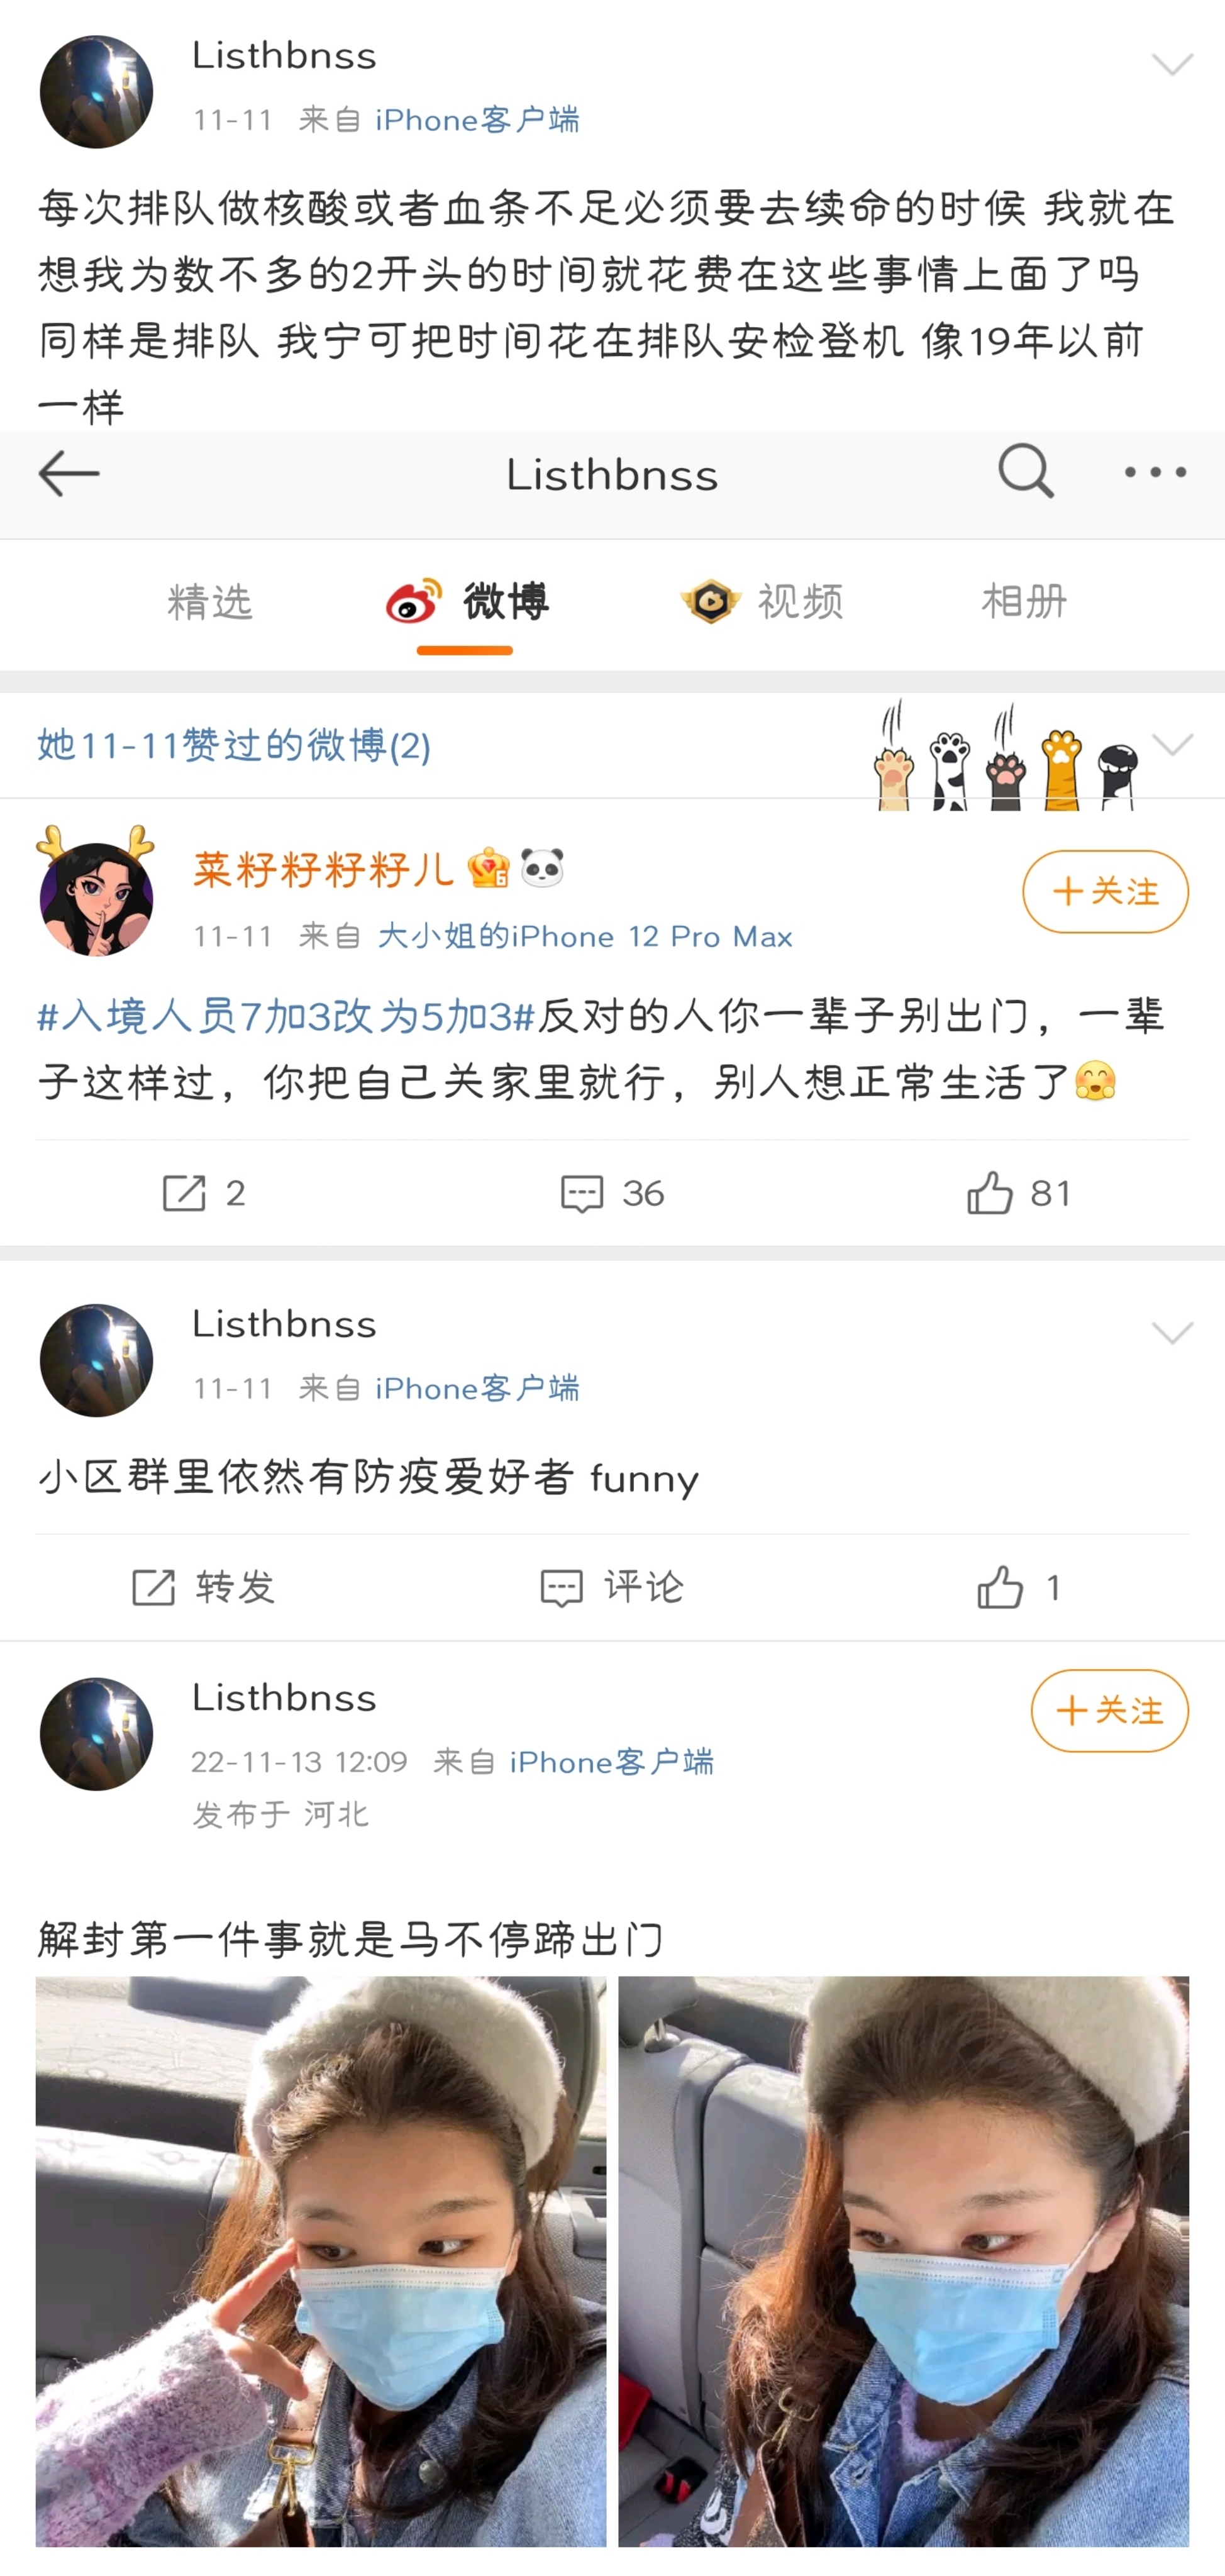 Listhbnss
11-11 来自 iPhone客户端
每次排队做核酸或者血条不足必须要去续命的时候 我就在
想我为数不多的2开头的时间就花费在这些事情上面了吗
同样是排队 我宁可把时间花在排队安检登机 像19年以前
一样
Listhbnss
精选 微博 视频 相册
她11-11赞过的微博(2)
菜籽籽籽籽儿 6
+关注
11-11 来自 大小姐的iPhone 12 Pro Max
#入境人员7加3改为5加3#反对的人你一辈子别出门，一辈
子这样过，你把自己关家里就行，别人想正常生活了
2 36 81
Listhbnss
11-11 来自 iPhone客户端
小区群里依然有防疫爱好者 funny
转发 评论 1
Listhbnss
+关注
22-11-13 12:09 来自 iPhone客户端
发布于 河北
解封第一件事就是马不停蹄出门